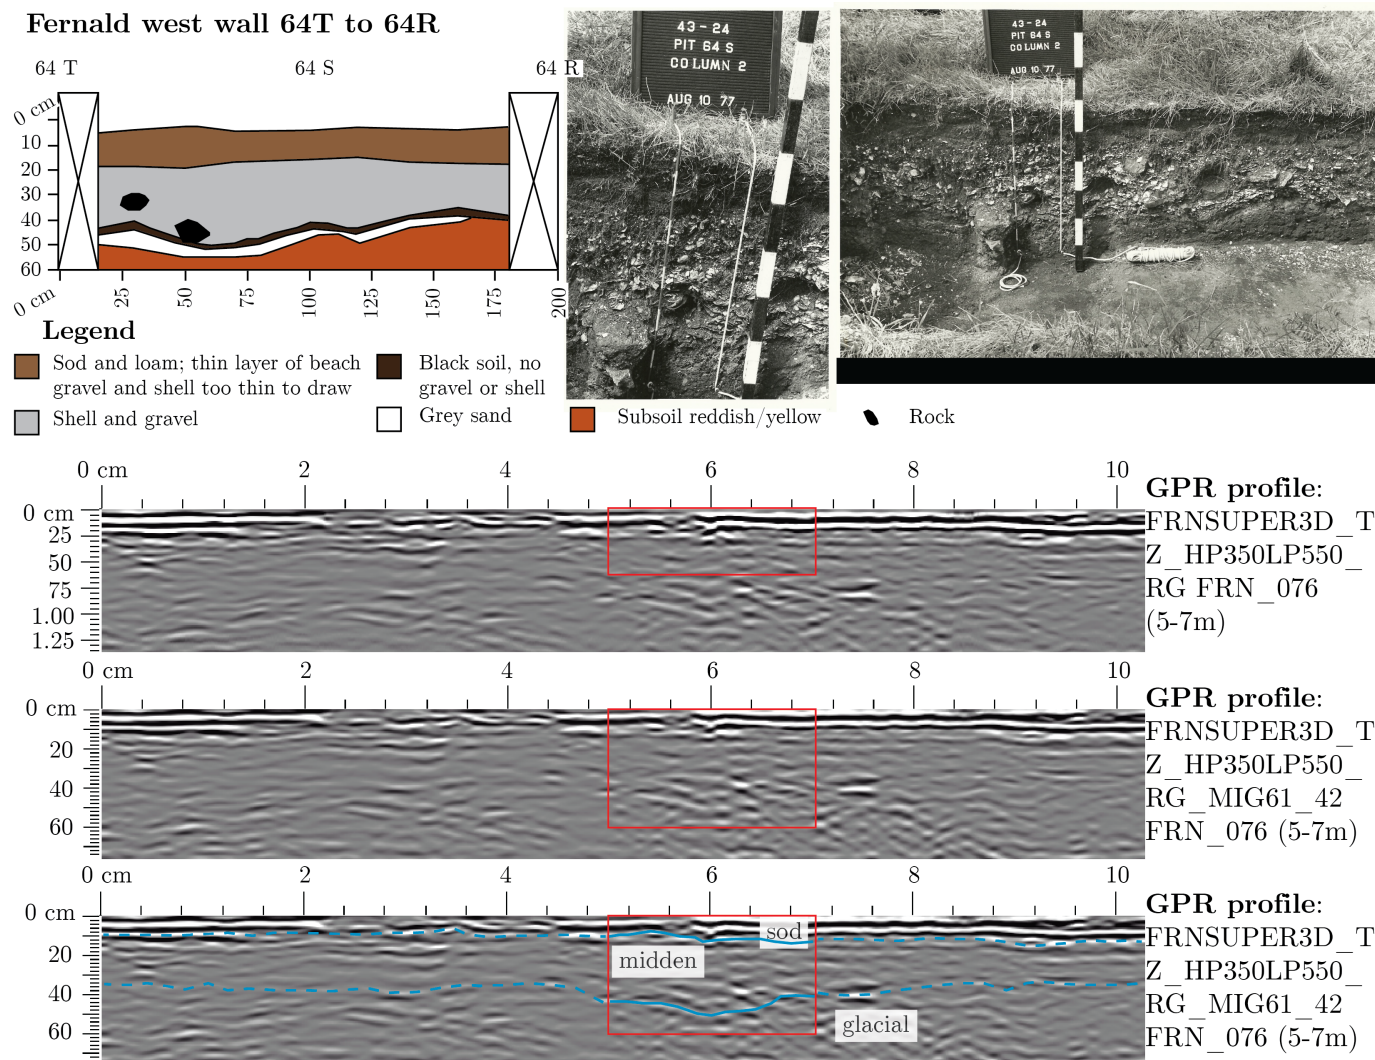 Fernald west wall 64T to 64R
64 T
64 S
64 R
0 cm
10
20
30
40
50
60
0 cm
25
50
75
100
125
150
175
200
43-24
PIT 64 S
COLUMN 2
AUG 10 77
43-24
PIT 64 S
COLUMN 2
AUG 10 77
Legend
Sod and loam; thin layer of beach
gravel and shell too thin to draw
Black soil, no
gravel or shell
Shell and gravel
Grey sand
Subsoil reddish/yellow
Rock
0 cm
2
4
6
8
10
0 cm
25
50
75
1.00
1.25
GPR profile:
FRNSUPER3D_T
Z_HP350LP550_
RG FRN_076
(5-7m)
0 cm
2
4
6
8
10
0 cm
20
40
60
GPR profile:
FRNSUPER3D_T
Z_HP350LP550_
RG_MIG61_42
FRN_076 (5-7m)
0 cm
2
4
6
8
10
0 cm
20
40
60
sod
midden
glacial
GPR profile:
FRNSUPER3D_T
Z_HP350LP550_
RG_MIG61_42
FRN_076 (5-7m)